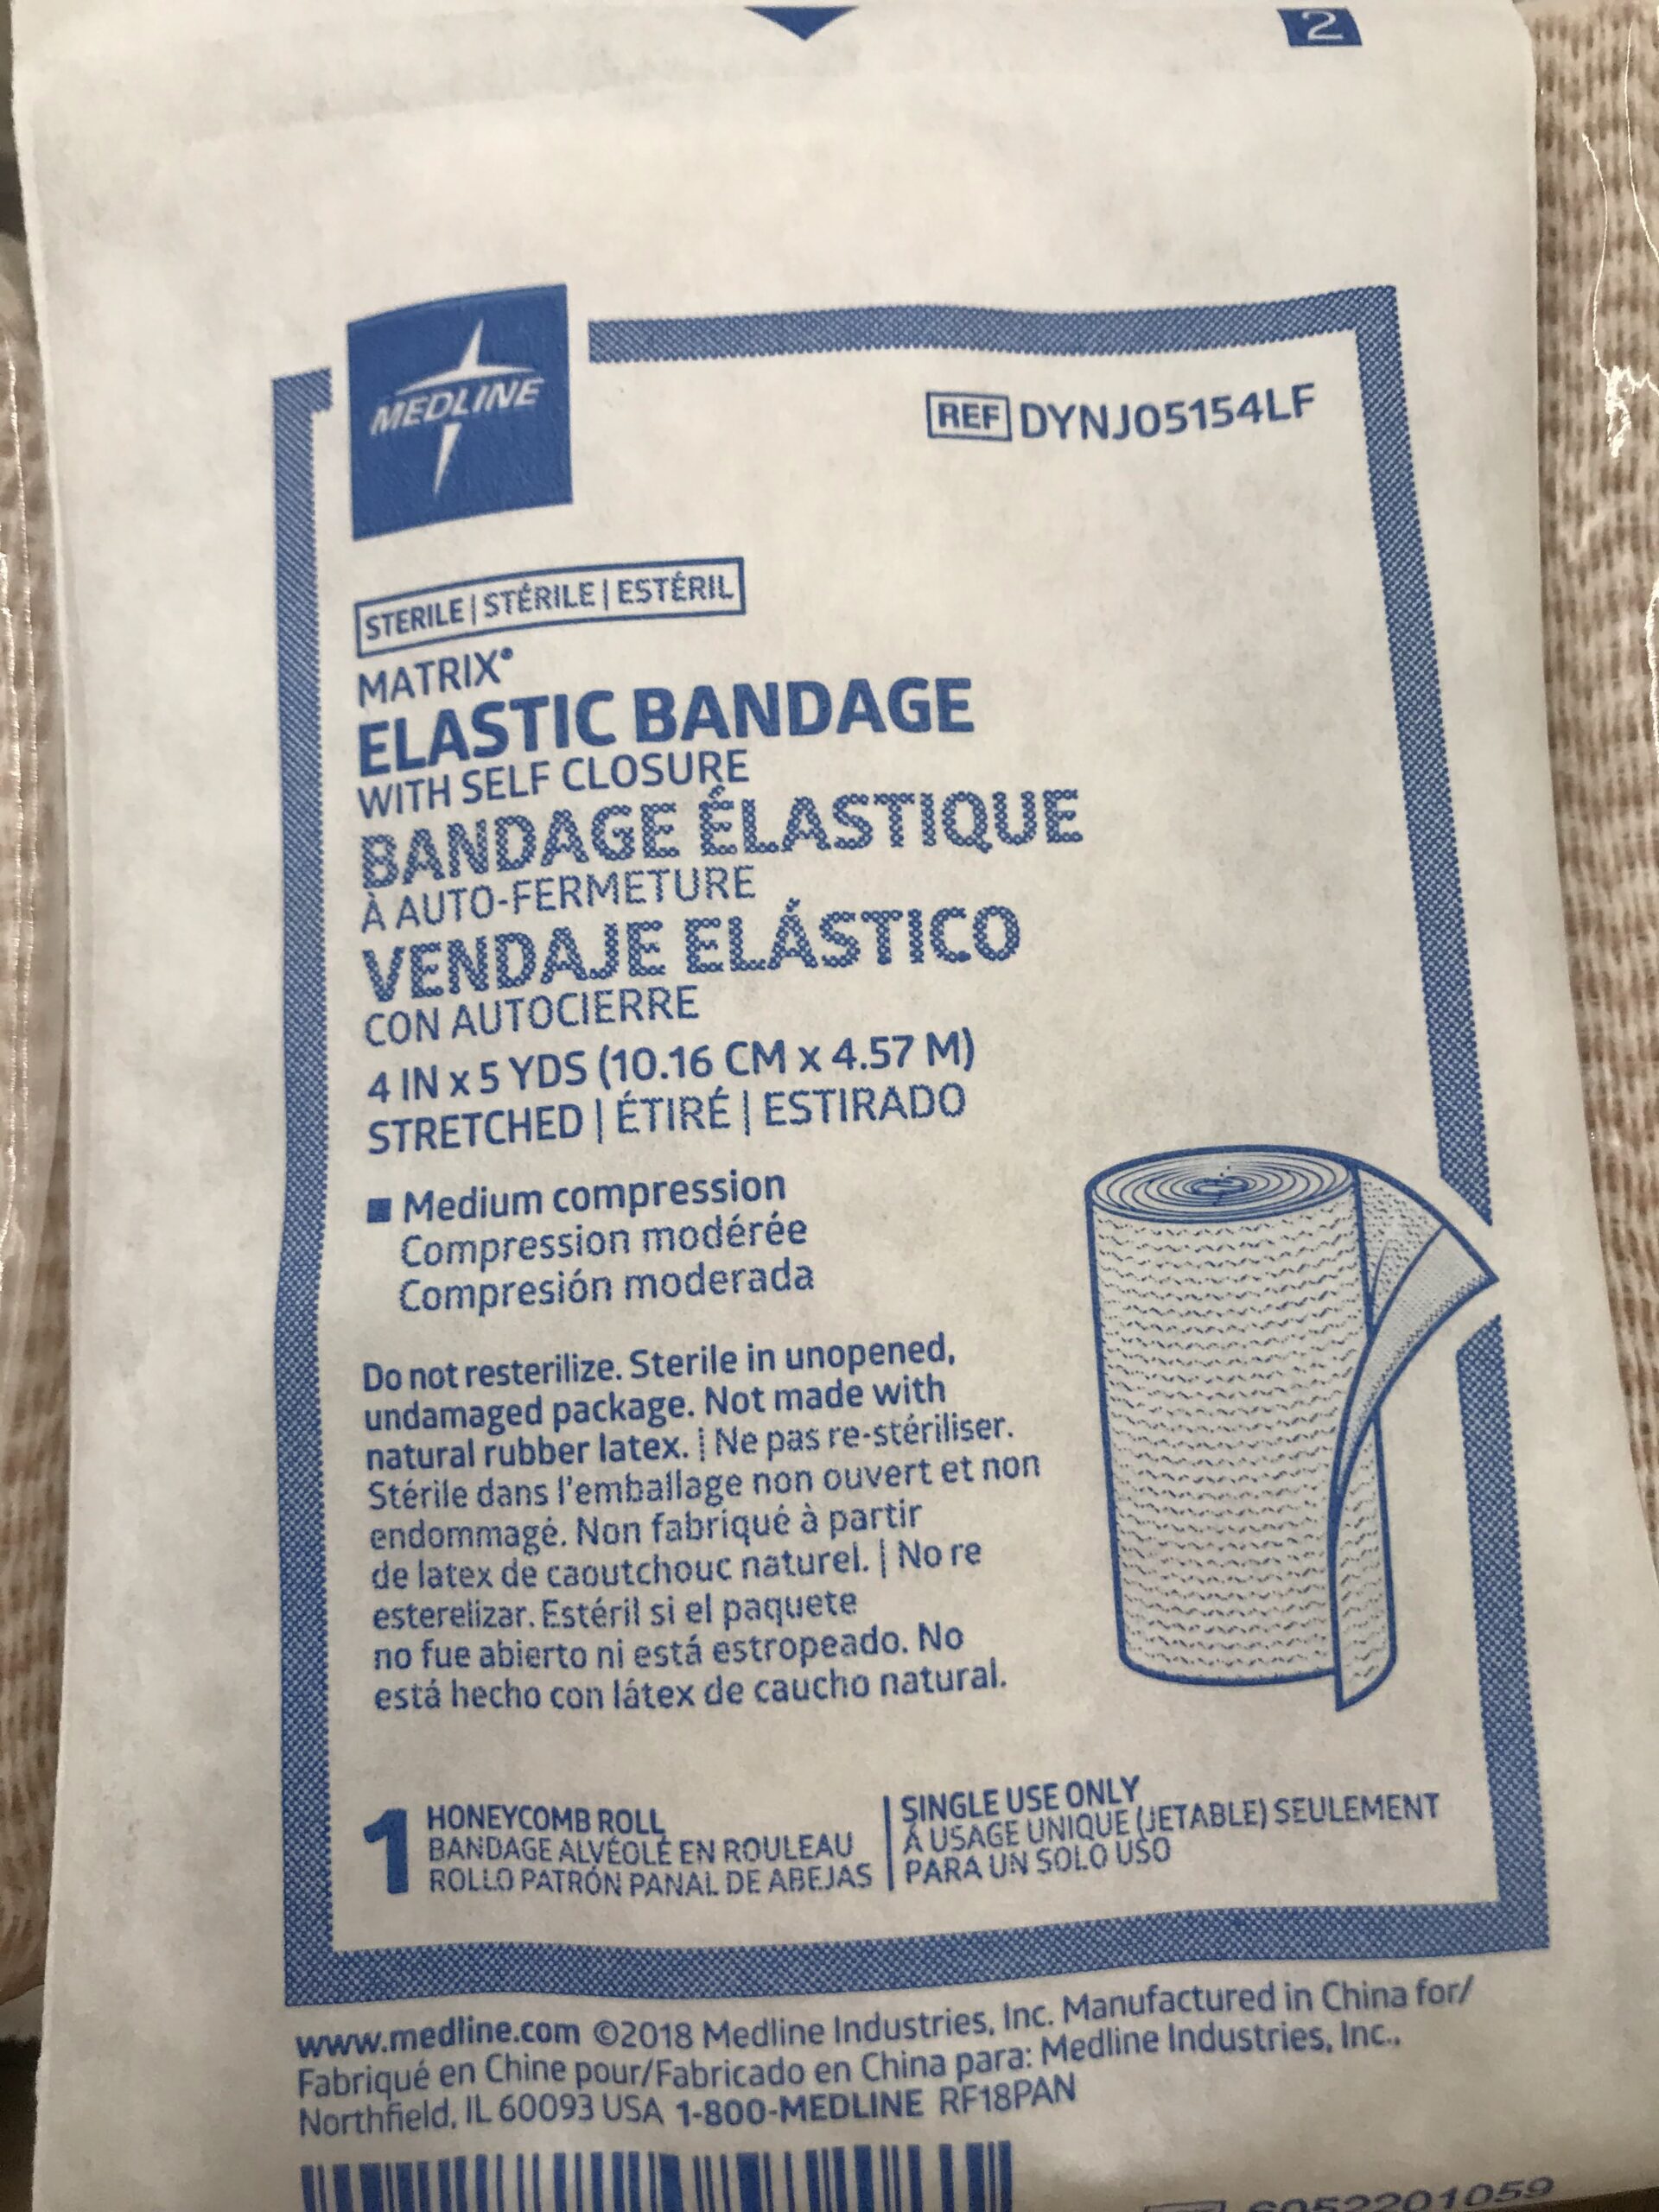 2
MEDLINE
REF DYNJ05154LF
STERILE | STÉRILE | ESTÉRIL
MATRIX®
ELASTIC BANDAGE
WITH SELF CLOSURE
BANDAGE ÉLASTIQUE
À AUTO-FERMETURE
VENDAJE ELÁSTICO
CON AUTOCIERRE
4 IN x 5 YDS (10.16 CM x 4.57 M)
STRETCHED | ÉTIRÉ | ESTIRADO
Medium compression
Compression modérée
Compresión moderada
Do not resterilize. Sterile in unopened,
undamaged package. Not made with
natural rubber latex. | Ne pas re-stériliser.
Stérile dans l'emballage non ouvert et non
endommagé. Non fabriqué à partir
de latex de caoutchouc naturel. | No re
esterelizar. Estéril si el paquete
no fue abierto ni está estropeado. No
está hecho con látex de caucho natural.
1 HONEYCOMB ROLL
BANDAGE ALVÉOLÉ EN ROULEAU
ROLLO PATRÓN PANAL DE ABEJAS
SINGLE USE ONLY
À USAGE UNIQUE (JETABLE) SEULEMENT
PARA UN SOLO USO
www.medline.com ©2018 Medline Industries, Inc. Manufactured in China for/
Fabriqué en Chine pour/Fabricado en China para: Medline Industries, Inc.,
Northfield, IL 60093 USA 1-800-MEDLINE RF18PAN